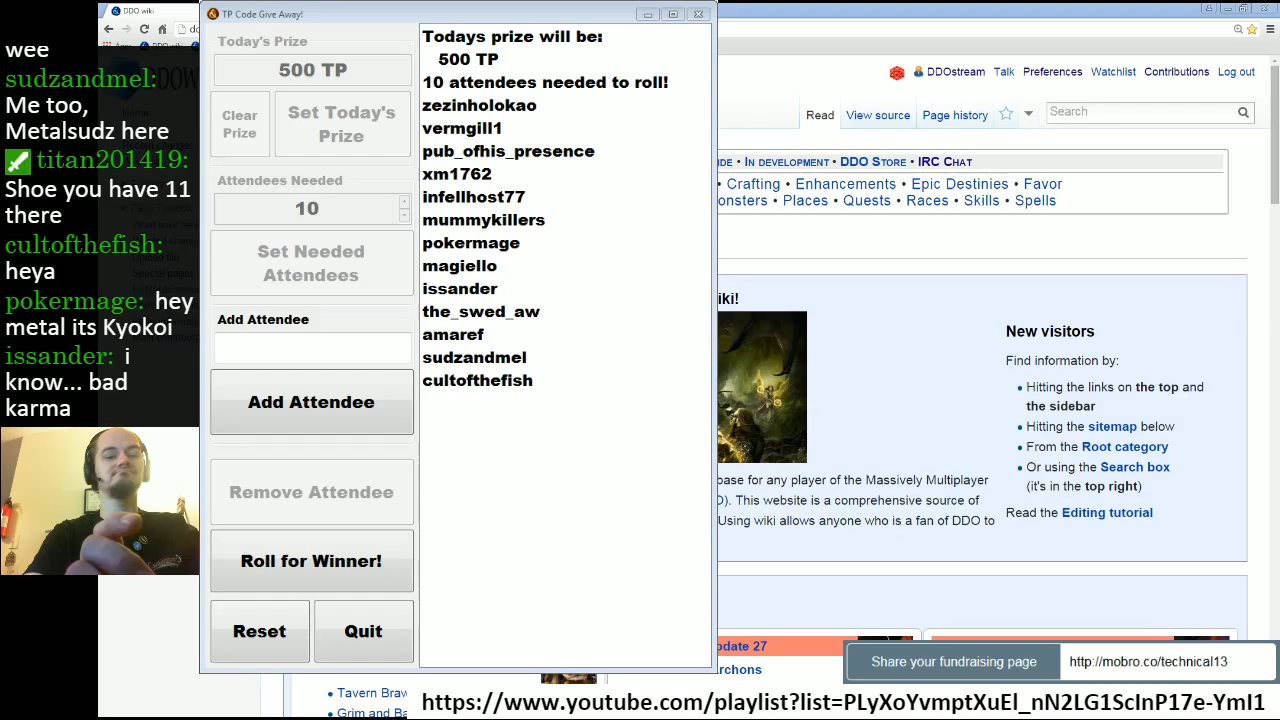 wee
sudzandmel:
Me too,
Metalsudz here
titan201419:
Shoe you have 11
there
cultofthefish:
heya
pokermage: hey
metal its Kyokoi
issander: i
know... bad
karma
TP Code Give Away!
Today's Prize
500 TP
Clear
Prize
Set Today's
Prize
Attendees Needed
10
Set Needed
Attendees
Add Attendee
Add Attendee
Remove Attendee
Roll for Winner!
Reset
Quit
Todays prize will be:
500 TP
10 attendees needed to roll!
zezinholokao
vermgill1
pub_ofhis_presence
xm1762
infellhost77
mummykillers
pokermage
magiello
issander
the_swed_aw
amaref
sudzandmel
cultofthefish
DDO wiki
DDOstream Talk Preferences Watchlist Contributions Log out
Read View source Page history
Search
• In development • DDO Store • IRC Chat
• Crafting • Enhancements • Epic Destinies • Favor
• Places • Quests • Races • Skills • Spells
iki!
New visitors
Find information by:
• Hitting the links on the top and
the sidebar
• Hitting the sitemap below
• From the Root category
• Or using the Search box
(it's in the top right)
Read the Editing tutorial
base for any player of the Massively Multiplayer
). This website is a comprehensive source of
Using wiki allows anyone who is a fan of DDO to
pdate 27
archons
• Tavern Braw
• Grim and Ba
Share your fundraising page
http://mobro.co/technical13
https://www.youtube.com/playlist?list=PLyXoYvmptXuEl_nN2LG1ScInP17e-YmI1